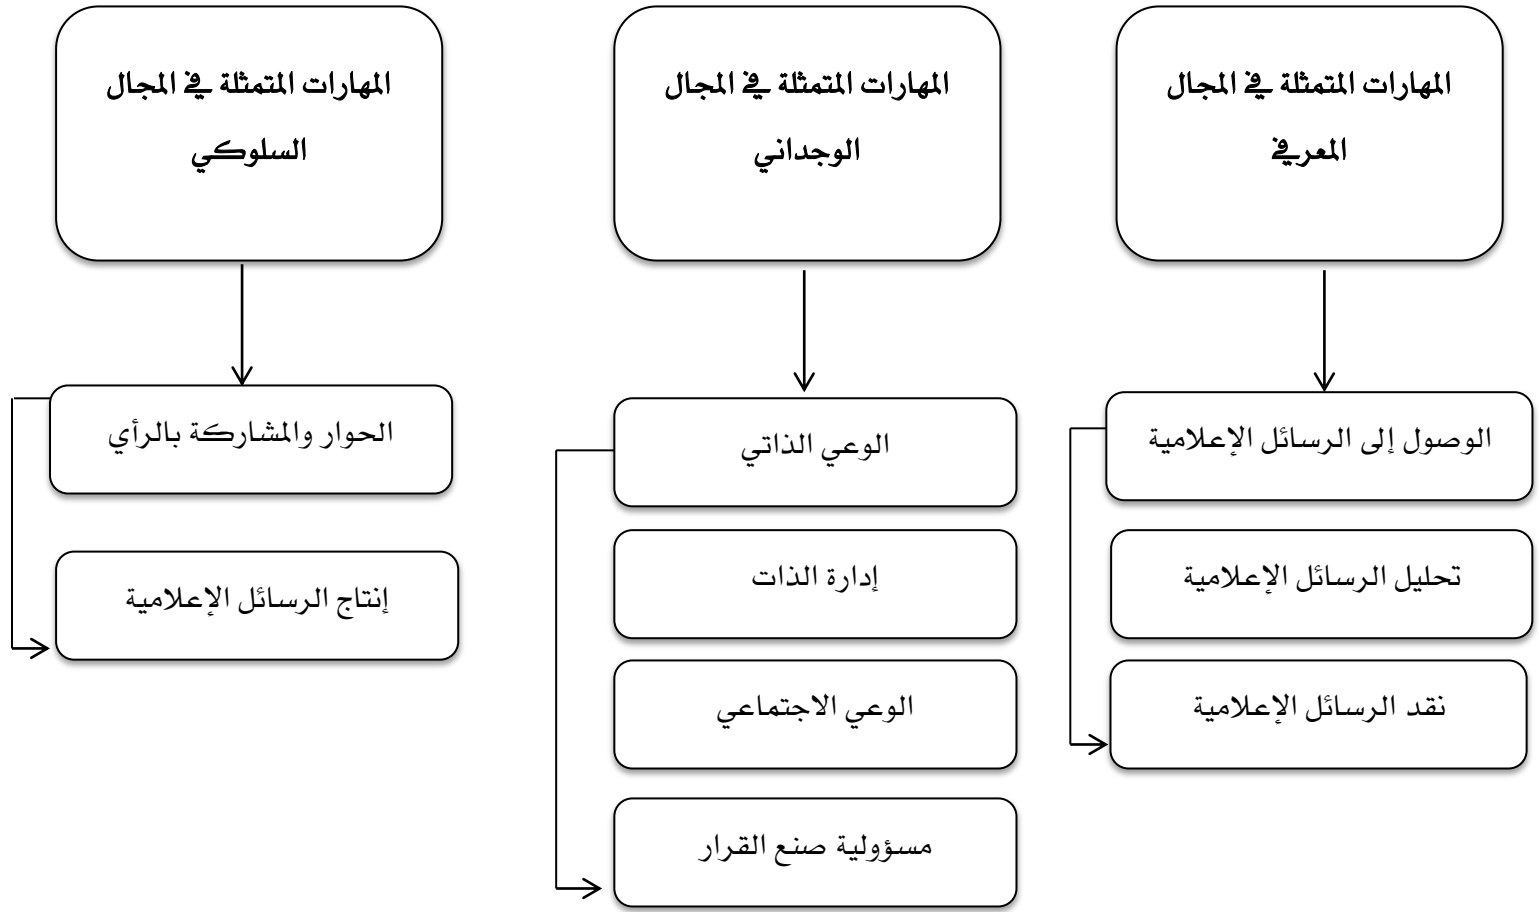 المهارات المتمثلة في المجال
المعرفي
الوصول إلى الرسائل الإعلامية
تحليل الرسائل الإعلامية
نقد الرسائل الإعلامية
المهارات المتمثلة في المجال
الوجداني
الوعي الذاتي
إدارة الذات
الوعي الاجتماعي
مسؤولية صنع القرار
المهارات المتمثلة في المجال
السلوكي
الحوار والمشاركة بالرأي
إنتاج الرسائل الإعلامية